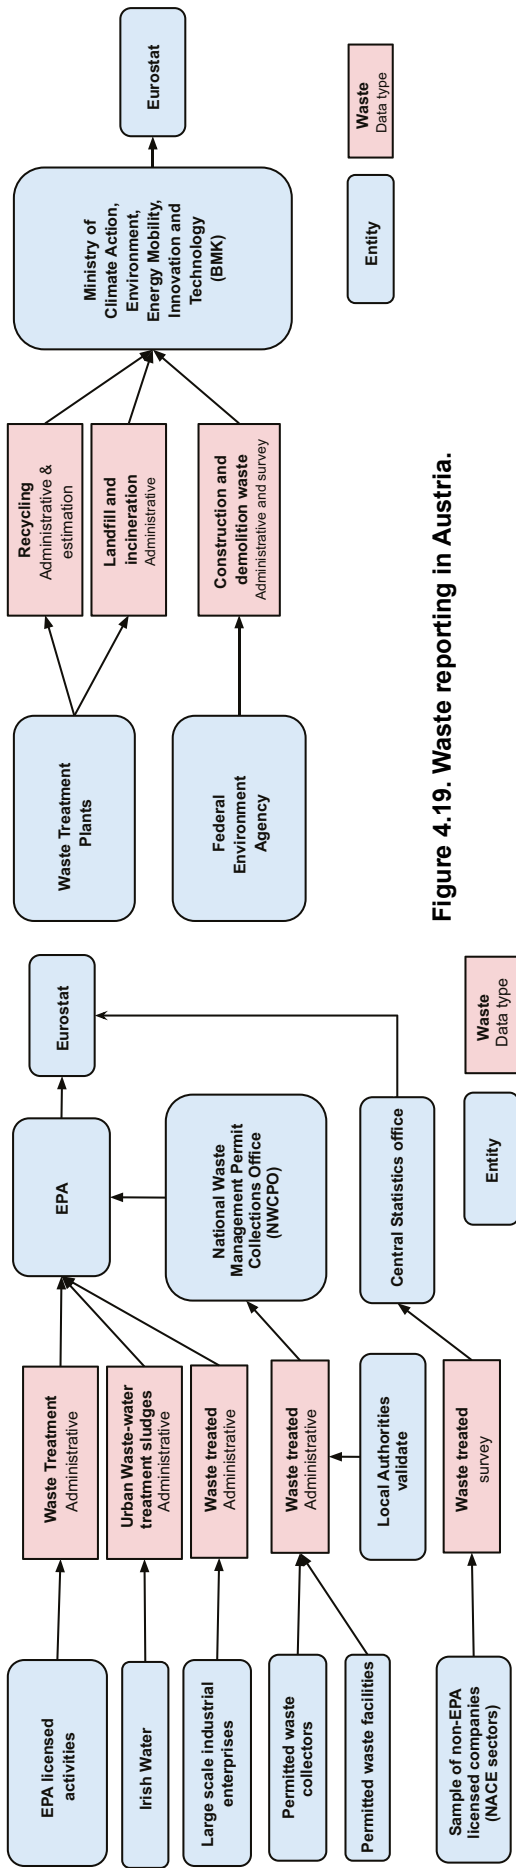 EPA licensed
activities
Irish Water
Large scale industrial
enterprises
Permitted waste
collectors
Permitted waste facilities
Sample of non-EPA
licensed companies
(NACE sectors)
Waste Treatment
Administrative
Urban Waste-water
treatment sludges
Administrative
Waste treated
Administrative
Waste treated
Administrative
Local Authorities
validate
Waste treated
survey
EPA
National Waste
Management Permit
Collections Office
(NWCPO)
Central Statistics office
Eurostat
Entity
Waste
Data type
Waste Treatment
Plants
Federal
Environment
Agency
Recycling
Administrative &
estimation
Landfill and
incineration
Administrative
Construction and
demolition waste
Administrative and survey
Ministry of
Climate Action,
Environment,
Energy Mobility,
Innovation and
Technology
(BMK)
Eurostat
Entity
Waste
Data type
Figure 4.19. Waste reporting in Austria.